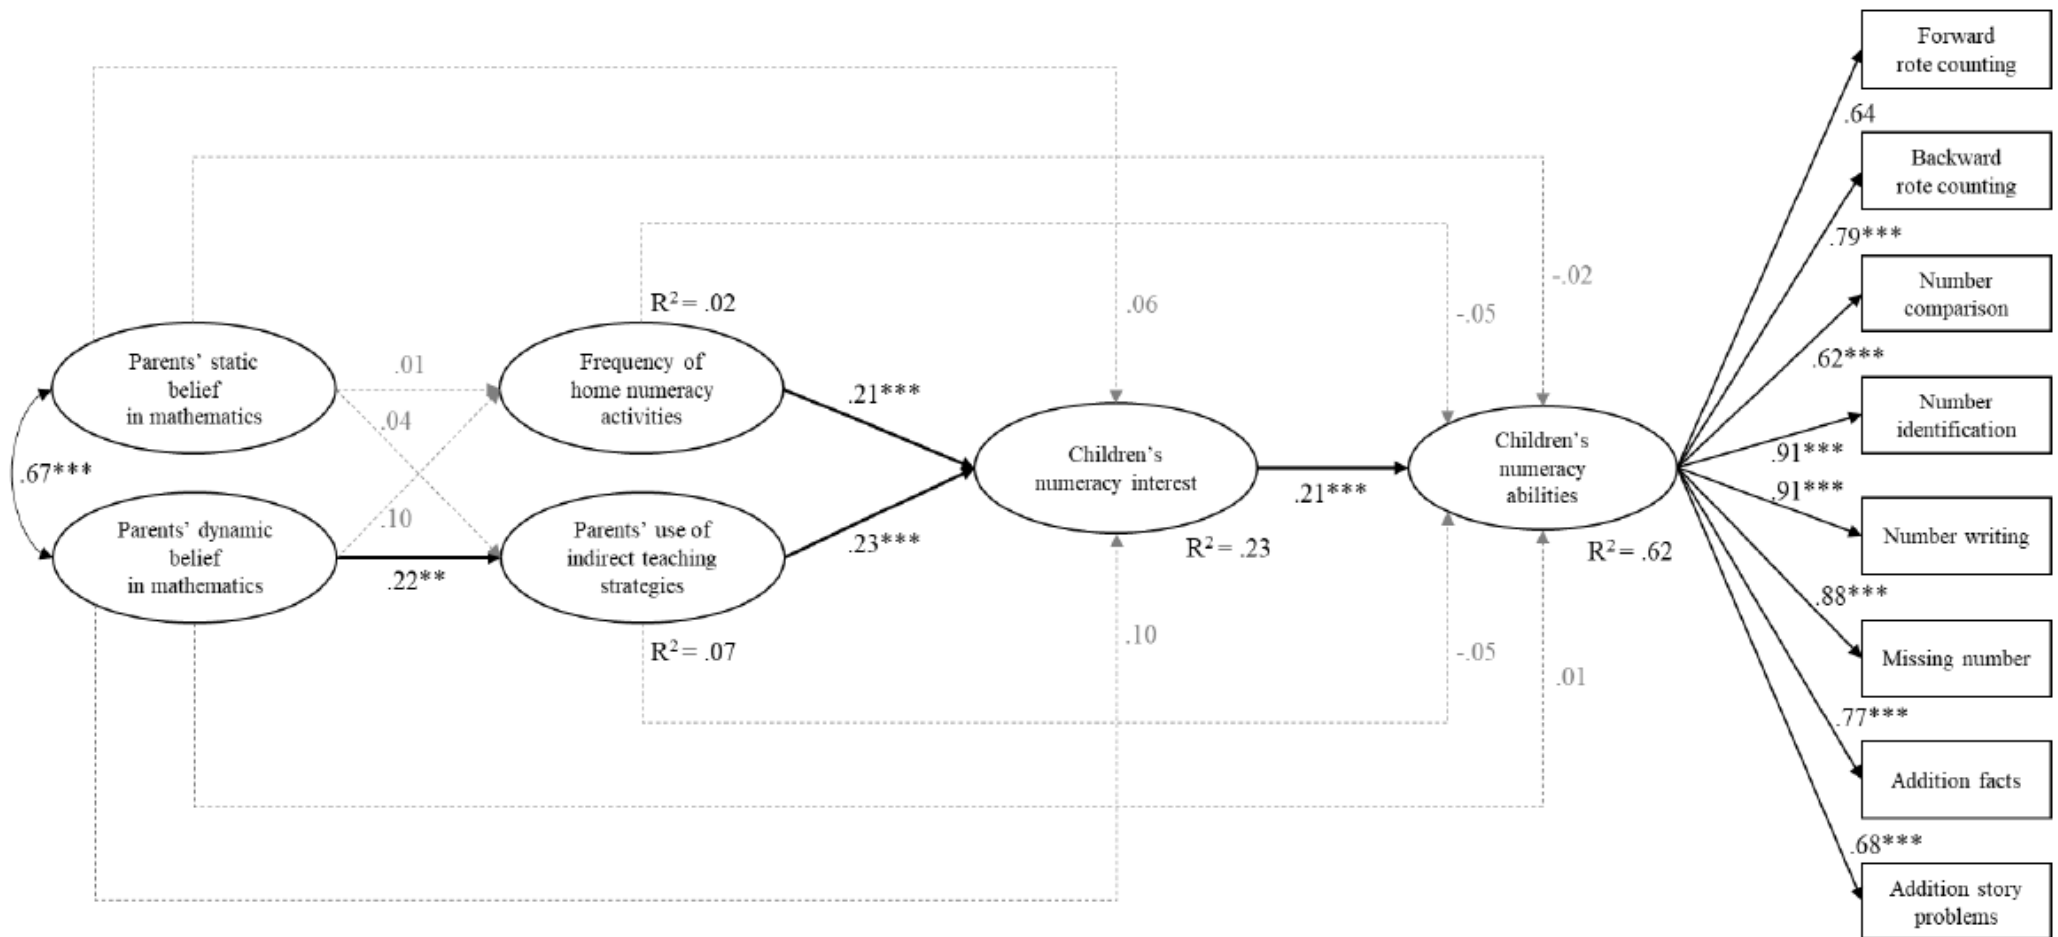 Forward
rote counting
.64
Backward
rote counting
.79***
Number
comparison
.62***
Number
identification
.91***
.91***
Number writing
.88***
Missing number
.77***
Addition facts
.68***
Addition story
problems
Parents’ static
belief
in mathematics
.67***
Parents’ dynamic
belief
in mathematics
.01
.04
.10
.22**
R² = .02
Frequency of
home numeracy
activities
Parents’ use of
indirect teaching
strategies
R² = .07
.21***
.23***
.06
Children’s
numeracy interest
R² = .23
.10
.21***
-.05
-.02
Children’s
numeracy
abilities
R² = .62
-.05
.01